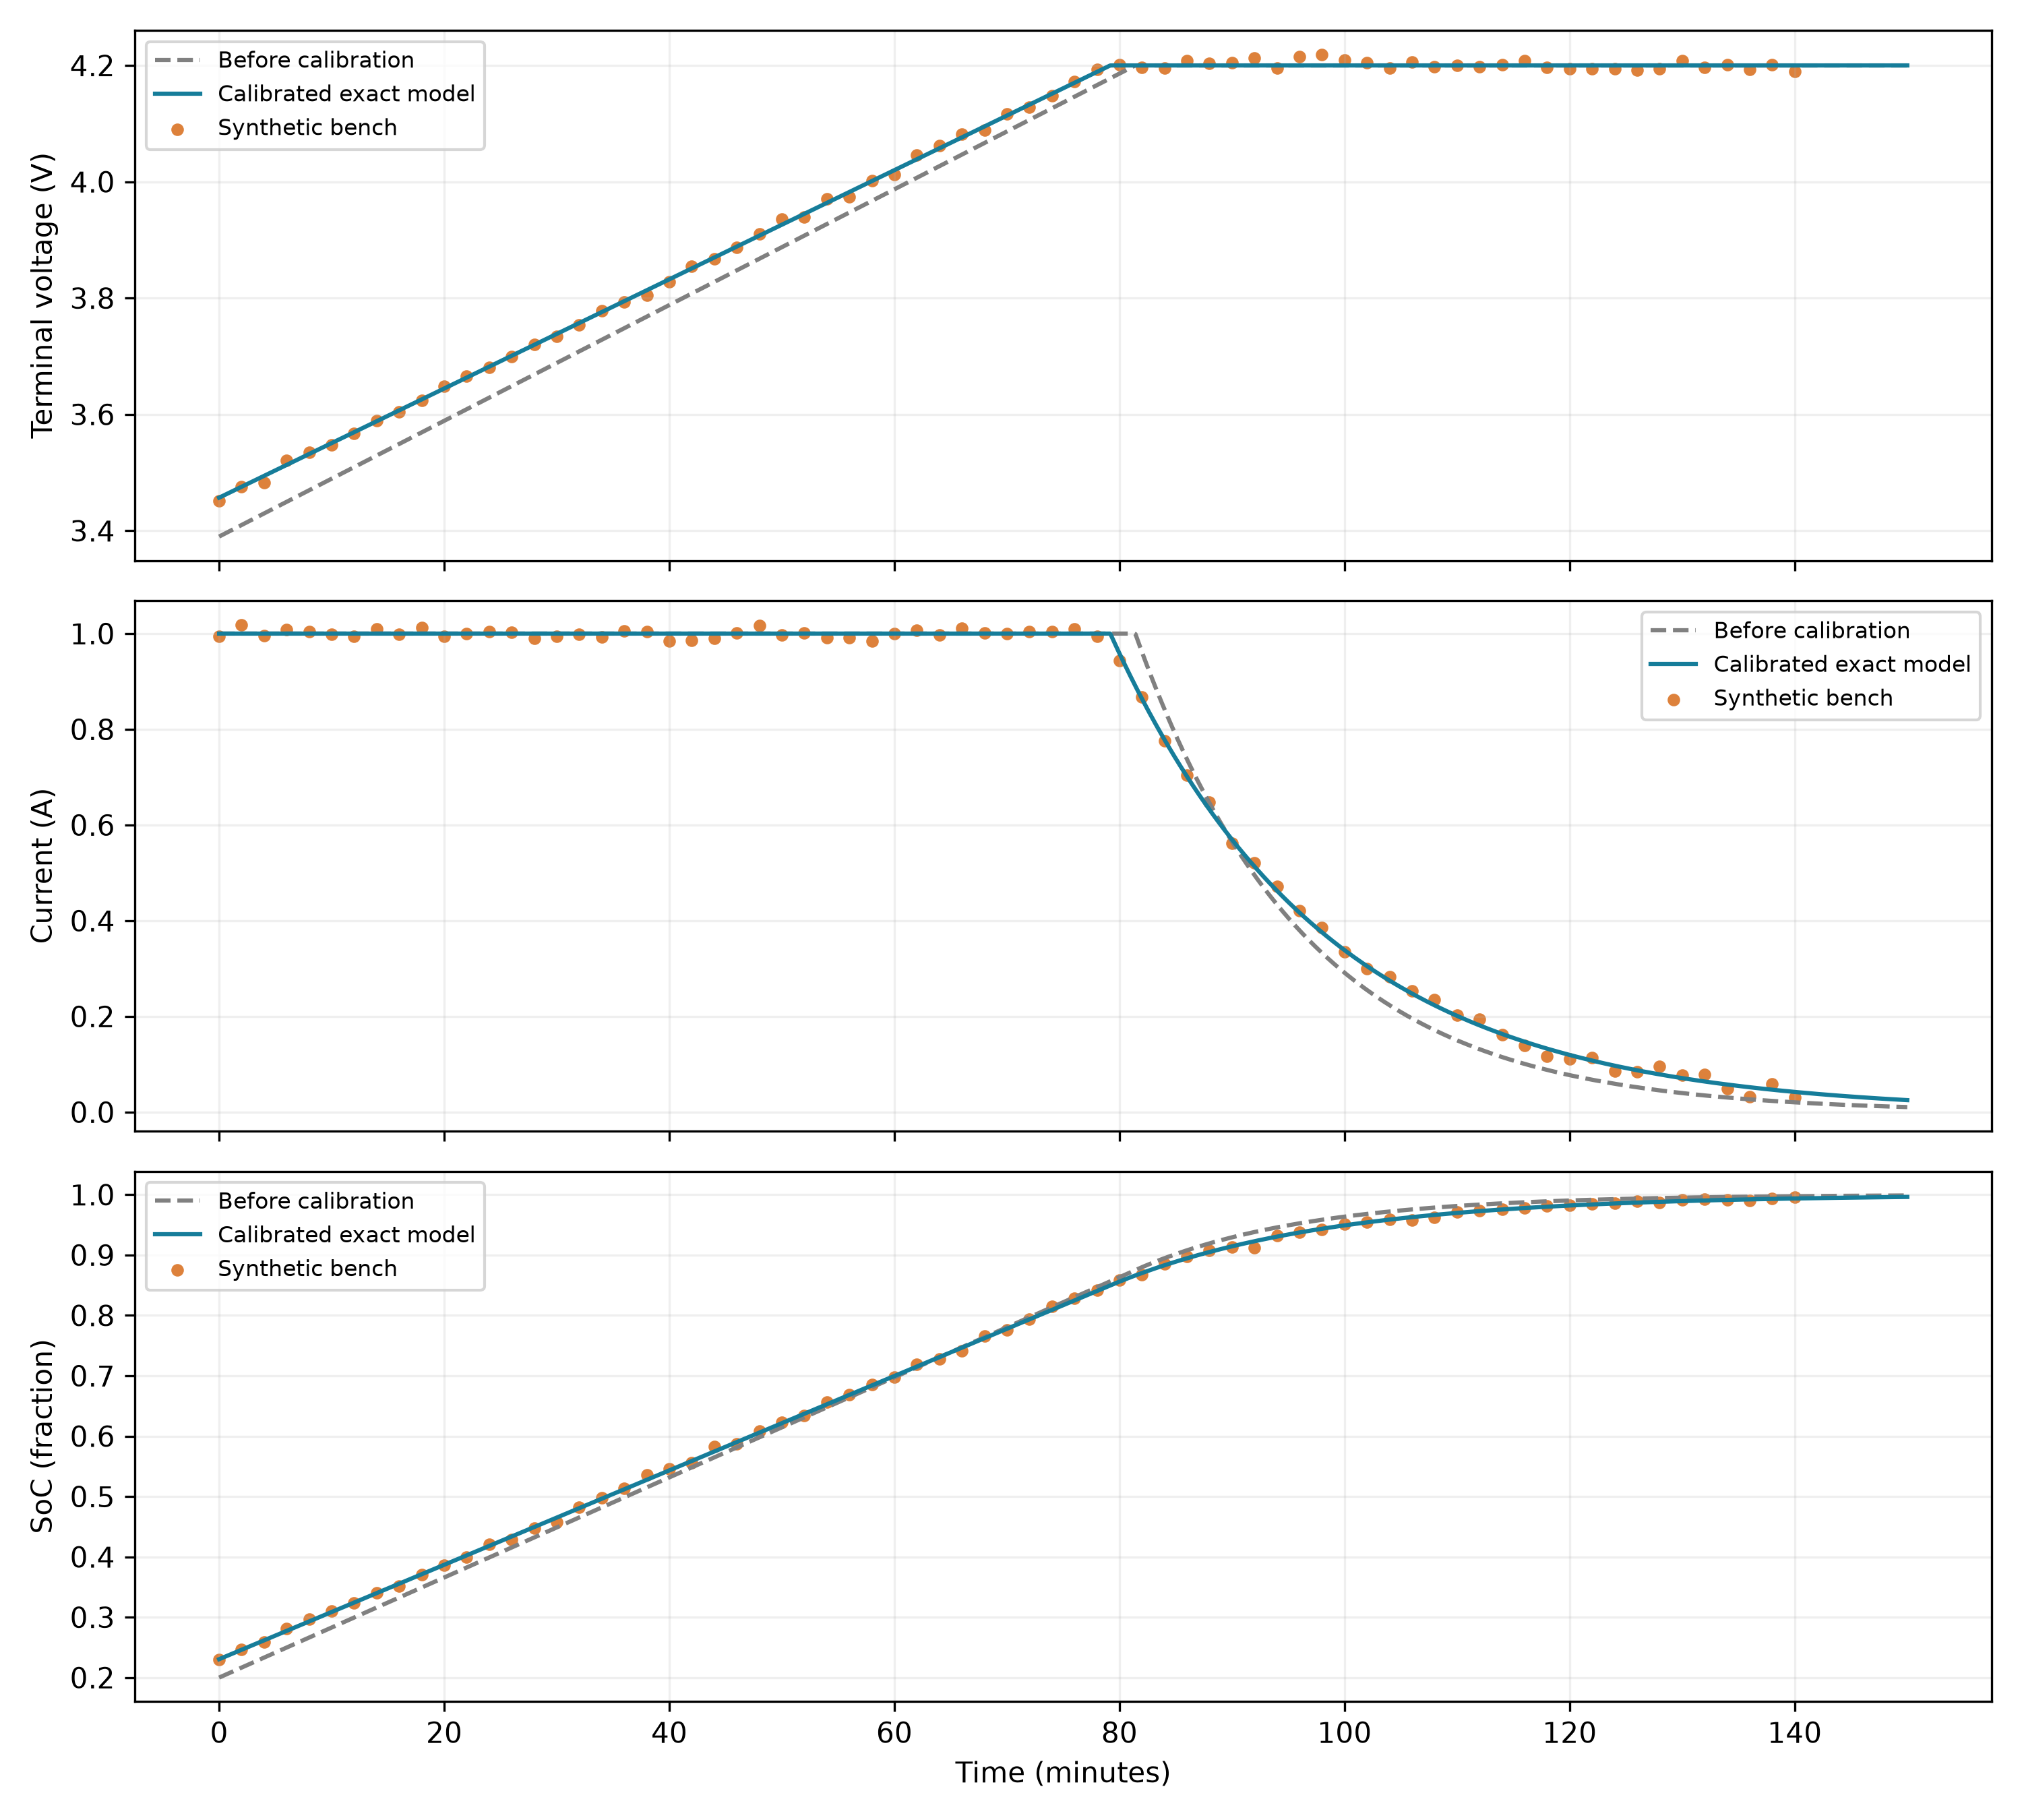 Before calibration
Calibrated exact model
Synthetic bench
4.2
4.0
3.8
3.6
3.4
Terminal voltage (V)
Before calibration
Calibrated exact model
Synthetic bench
1.0
0.8
0.6
0.4
0.2
0.0
Current (A)
Before calibration
Calibrated exact model
Synthetic bench
1.0
0.9
0.8
0.7
0.6
0.5
0.4
0.3
0.2
SoC (fraction)
0 20 40 60 80 100 120 140
Time (minutes)